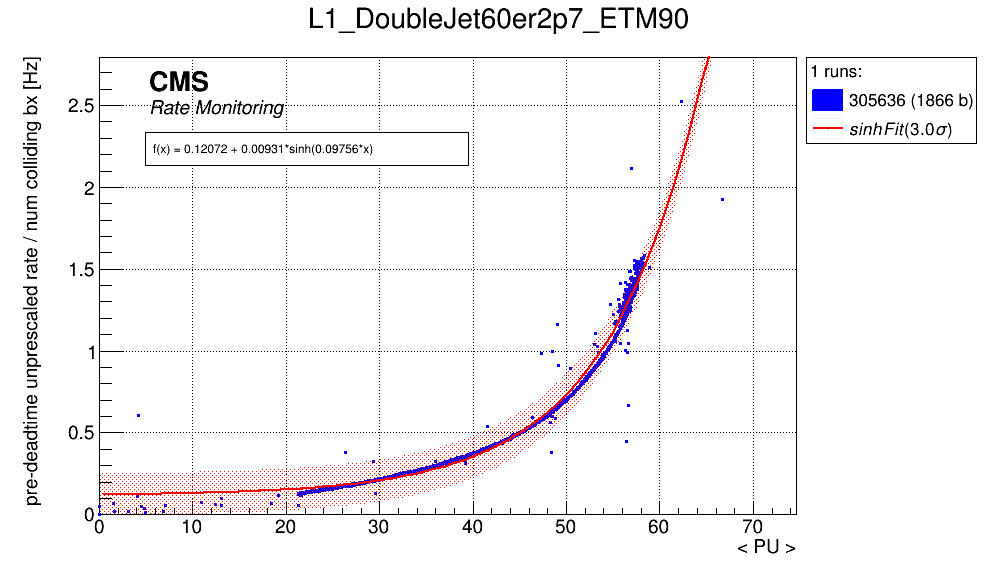 L1_DoubleJet60er2p7_ETM90
pre-deadtime unprescaled rate / num colliding bx [Hz]
CMS
Rate Monitoring
f(x) = 0.12072 + 0.00931*sinh(0.09756*x)
2.5
2
1.5
1
0.5
0
0 10 20 30 40 50 60 70
< PU >
1 runs:
305636 (1866 b)
sinhFit(3.0σ)